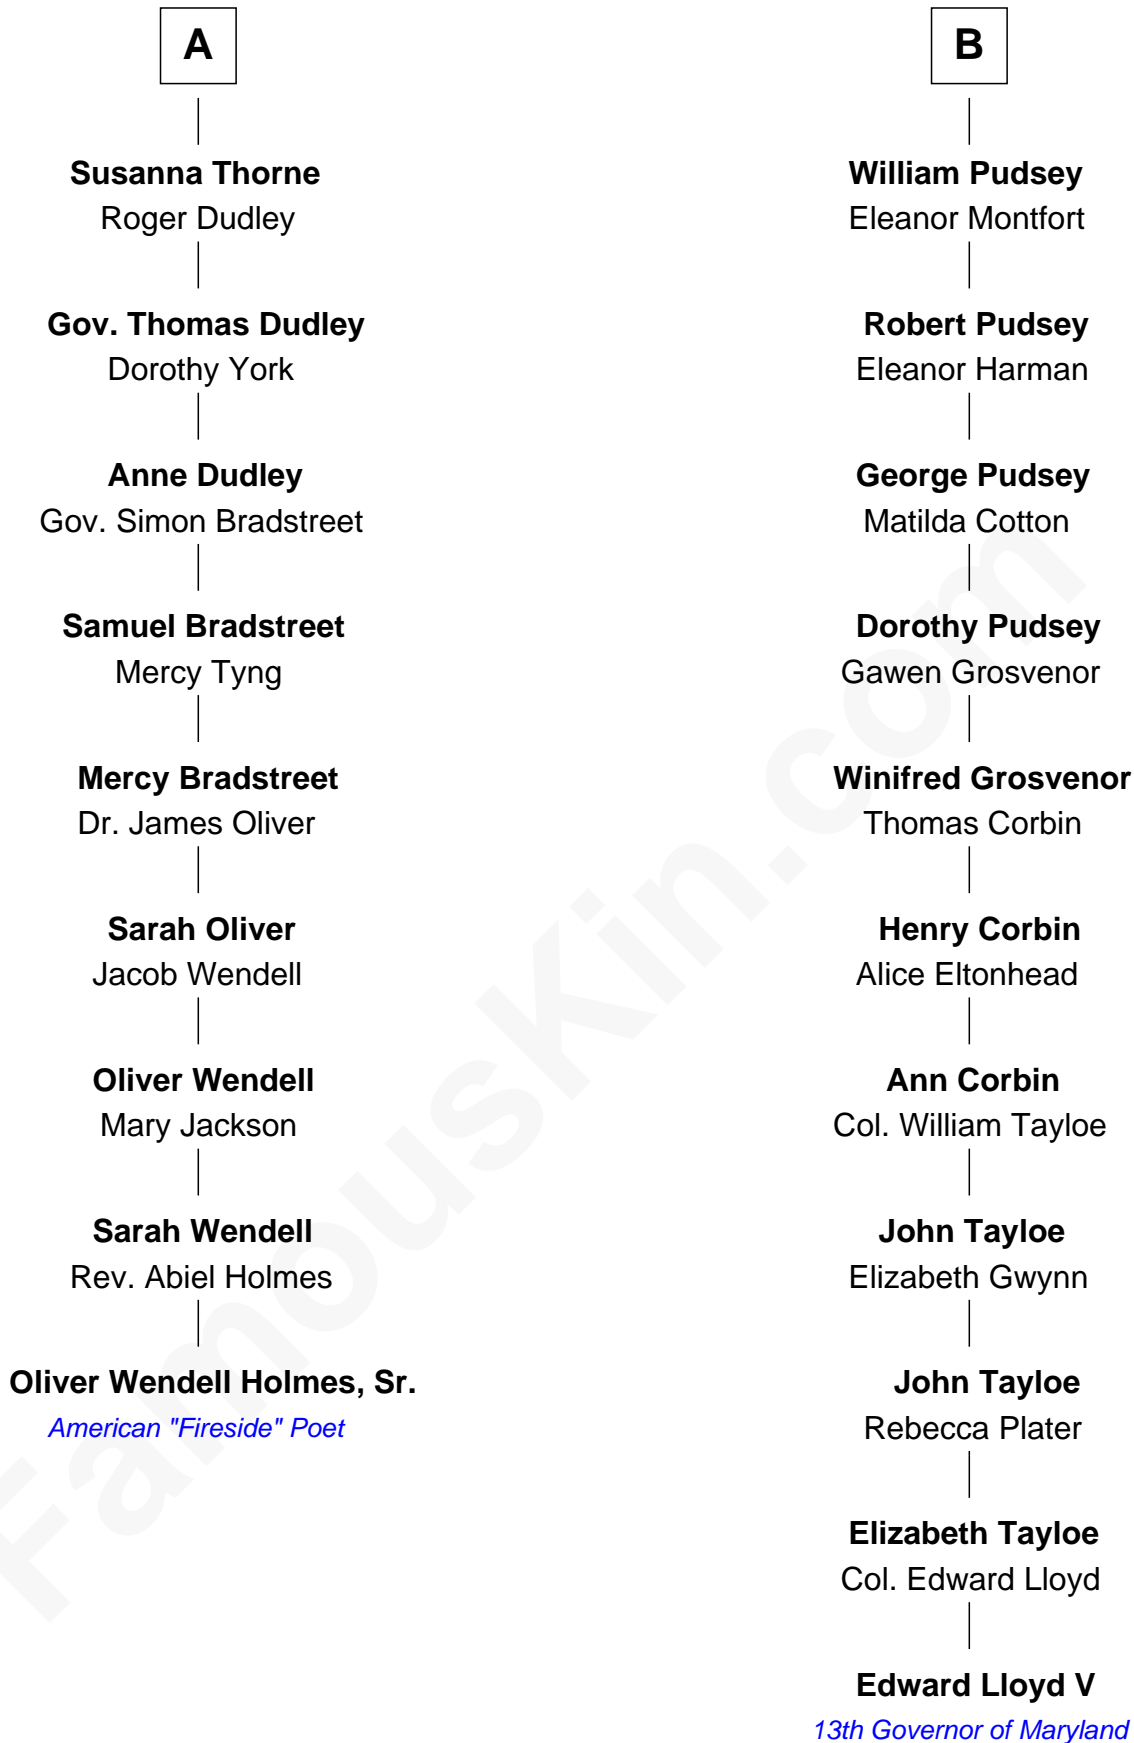 A
Susanna Thorne
Roger Dudley
Gov. Thomas Dudley
Dorothy York
Anne Dudley
Gov. Simon Bradstreet
Samuel Bradstreet
Mercy Tyng
Mercy Bradstreet
Dr. James Oliver
Sarah Oliver
Jacob Wendell
Oliver Wendell
Mary Jackson
Sarah Wendell
Rev. Abiel Holmes
Oliver Wendell Holmes, Sr.
American "Fireside" Poet
B
William Pudsey
Eleanor Montfort
Robert Pudsey
Eleanor Harman
George Pudsey
Matilda Cotton
Dorothy Pudsey
Gawen Grosvenor
Winifred Grosvenor
Thomas Corbin
Henry Corbin
Alice Eltonhead
Ann Corbin
Col. William Tayloe
John Tayloe
Elizabeth Gwynn
John Tayloe
Rebecca Plater
Elizabeth Tayloe
Col. Edward Lloyd
Edward Lloyd V
13th Governor of Maryland
FamousKin.com